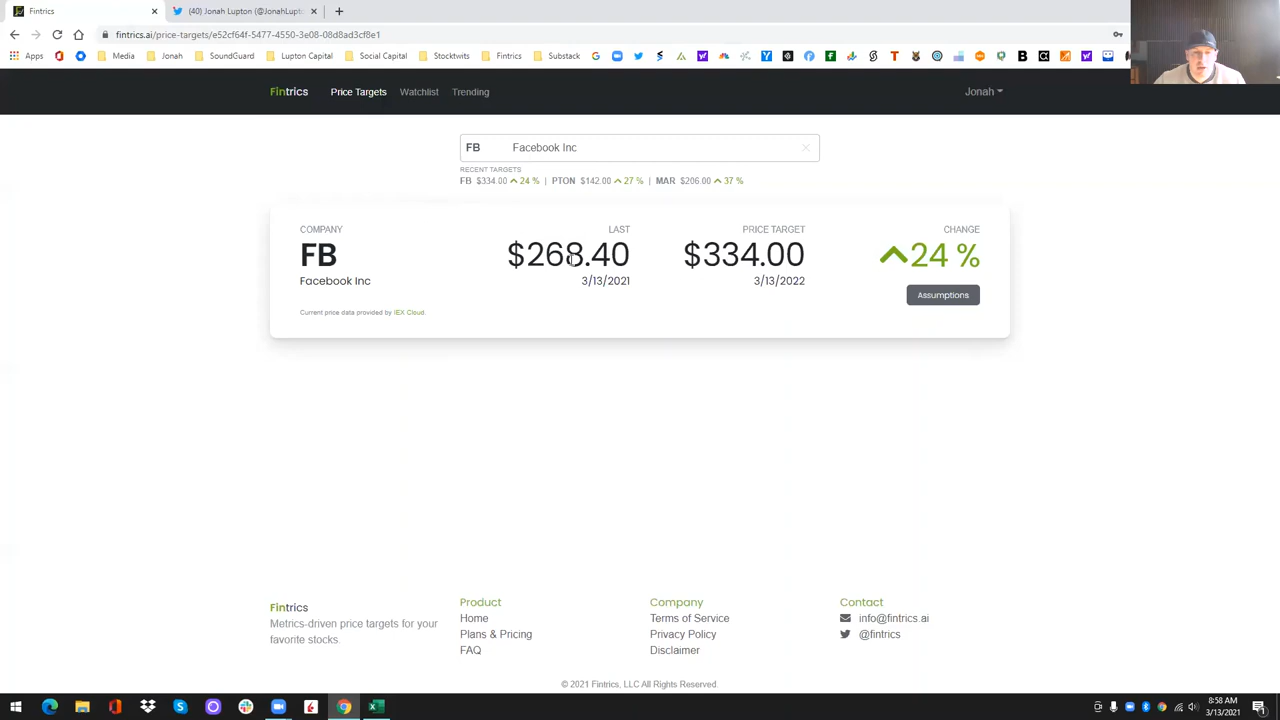 Fintrics
(40) Jonah Lupton (@JonahLupt
fintrics.ai/price-targets/e52cf64f-5477-4550-3e08-08d8ad3cf8e1
Apps
Media
Jonah
SoundGuard
Lupton Capital
Social Capital
Stocktwits
Fintrics
Substack
Fintrics
Price Targets
Watchlist
Trending
Jonah
FB Facebook Inc
RECENT TARGETS
FB $334.00 24 % | PTON $142.00 27 % | MAR $206.00 37 %
COMPANY
FB
Facebook Inc
LAST
$268.40
3/13/2021
PRICE TARGET
$334.00
3/13/2022
CHANGE
24 %
Assumptions
Current price data provided by IEX Cloud.
Fintrics
Metrics-driven price targets for your
favorite stocks.
Product
Home
Plans & Pricing
FAQ
Company
Terms of Service
Privacy Policy
Disclaimer
Contact
info@fintrics.ai
@fintrics
© 2021 Fintrics, LLC All Rights Reserved.
8:58 AM
3/13/2021